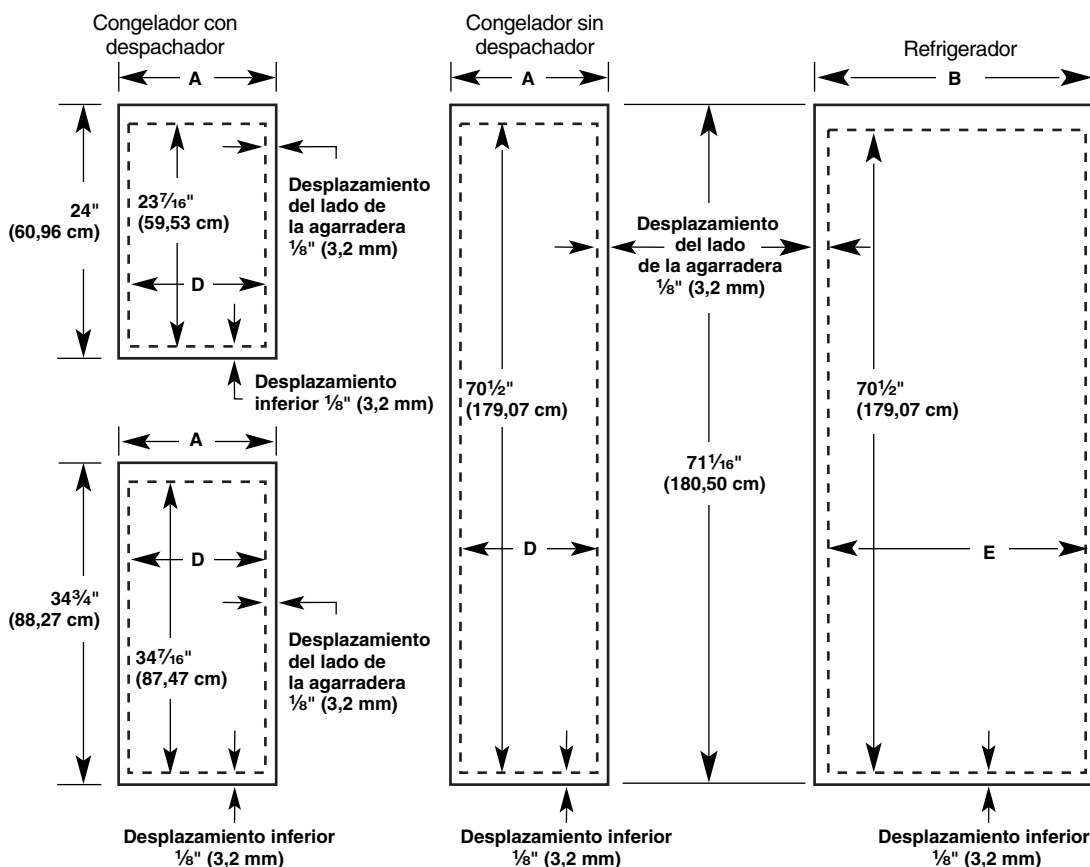 Congelador con
despachador
A
24"
(60,96 cm)
23⁷⁄₁₆"
(59,53 cm)
D
Desplazamiento
del lado de
la agarradera
⅛" (3,2 mm)
Desplazamiento
inferior ⅛" (3,2 mm)
A
34¾"
(88,27 cm)
D
34⁷⁄₁₆"
(87,47 cm)
Desplazamiento
del lado de
la agarradera
⅛" (3,2 mm)
Desplazamiento inferior
⅛" (3,2 mm)
Congelador sin
despachador
A
70½"
(179,07 cm)
D
Desplazamiento inferior
⅛" (3,2 mm)
Desplazamiento
del lado
de la agarradera
⅛" (3,2 mm)
71¹⁄₁₆"
(180,50 cm)
Refrigerador
B
70½"
(179,07 cm)
E
Desplazamiento inferior
⅛" (3,2 mm)